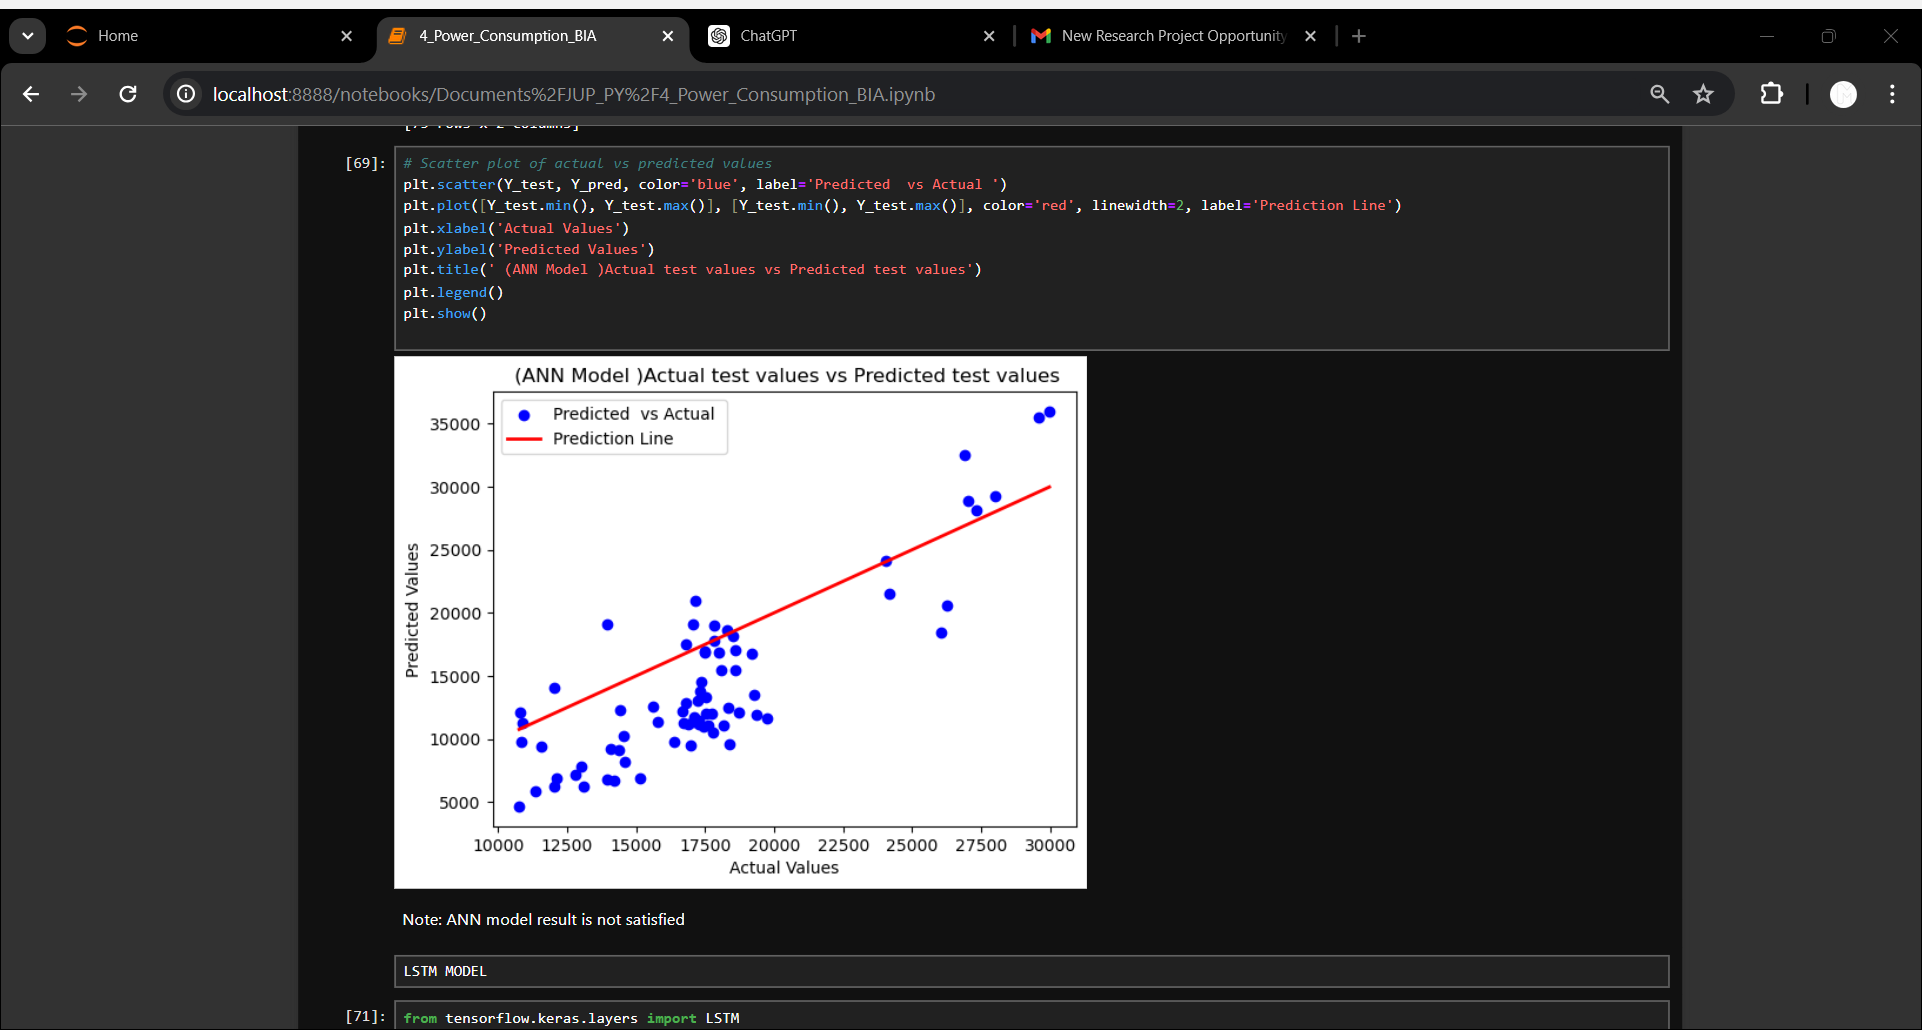 Home
4_Power_Consumption_BIA
ChatGPT
New Research Project Opportunity
localhost:8888/notebooks/Documents%2FJUP_PY%2F4_Power_Consumption_BIA.ipynb
[75 rows x 2 columns]
[69]:
# Scatter plot of actual vs predicted values
plt.scatter(Y_test, Y_pred, color='blue', label='Predicted  vs Actual ')
plt.plot([Y_test.min(), Y_test.max()], [Y_test.min(), Y_test.max()], color='red', linewidth=2, label='Prediction Line')
plt.xlabel('Actual Values')
plt.ylabel('Predicted Values')
plt.title(' (ANN Model )Actual test values vs Predicted test values')
plt.legend()
plt.show()
(ANN Model )Actual test values vs Predicted test values
Predicted  vs Actual
Prediction Line
35000
30000
25000
20000
15000
10000
5000
Predicted Values
10000 12500 15000 17500 20000 22500 25000 27500 30000
Actual Values
Note: ANN model result is not satisfied
LSTM MODEL
[71]:
from tensorflow.keras.layers import LSTM